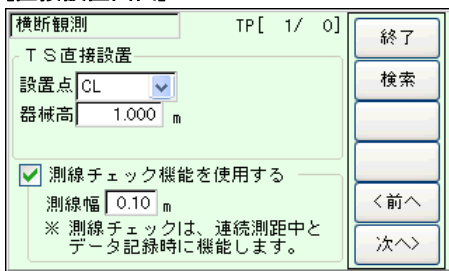 横断観測 TP[ 1/ 0]
ＴＳ直接設置
設置点 CL
器械高 1.000 m
測線チェック機能を使用する
測線幅 0.10 m
※ 測線チェックは、連続測距中と
データ記録時に機能します。
終了
検索
<前へ
次へ>